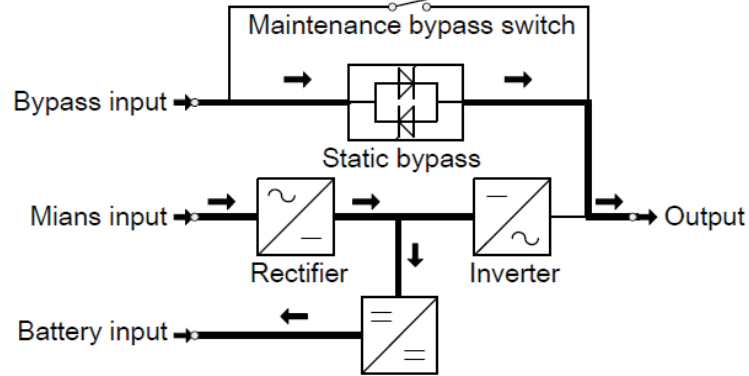 Maintenance bypass switch
Bypass input
Static bypass
Mians input
Output
Rectifier
Inverter
Battery input